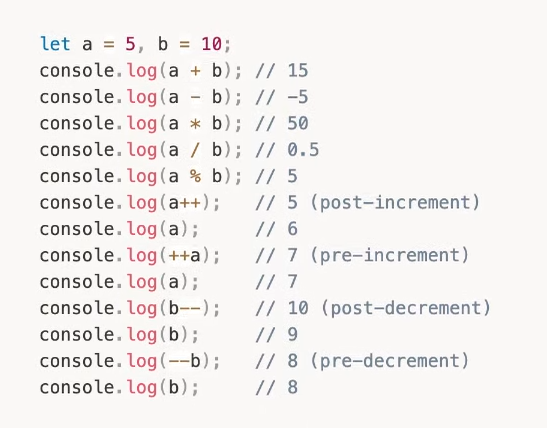 let a = 5, b = 10;
console.log(a + b); // 15
console.log(a - b); // -5
console.log(a * b); // 50
console.log(a / b); // 0.5
console.log(a % b); // 5
console.log(a++);   // 5 (post-increment)
console.log(a);     // 6
console.log(++a);   // 7 (pre-increment)
console.log(a);     // 7
console.log(b--);   // 10 (post-decrement)
console.log(b);     // 9
console.log(--b);   // 8 (pre-decrement)
console.log(b);     // 8